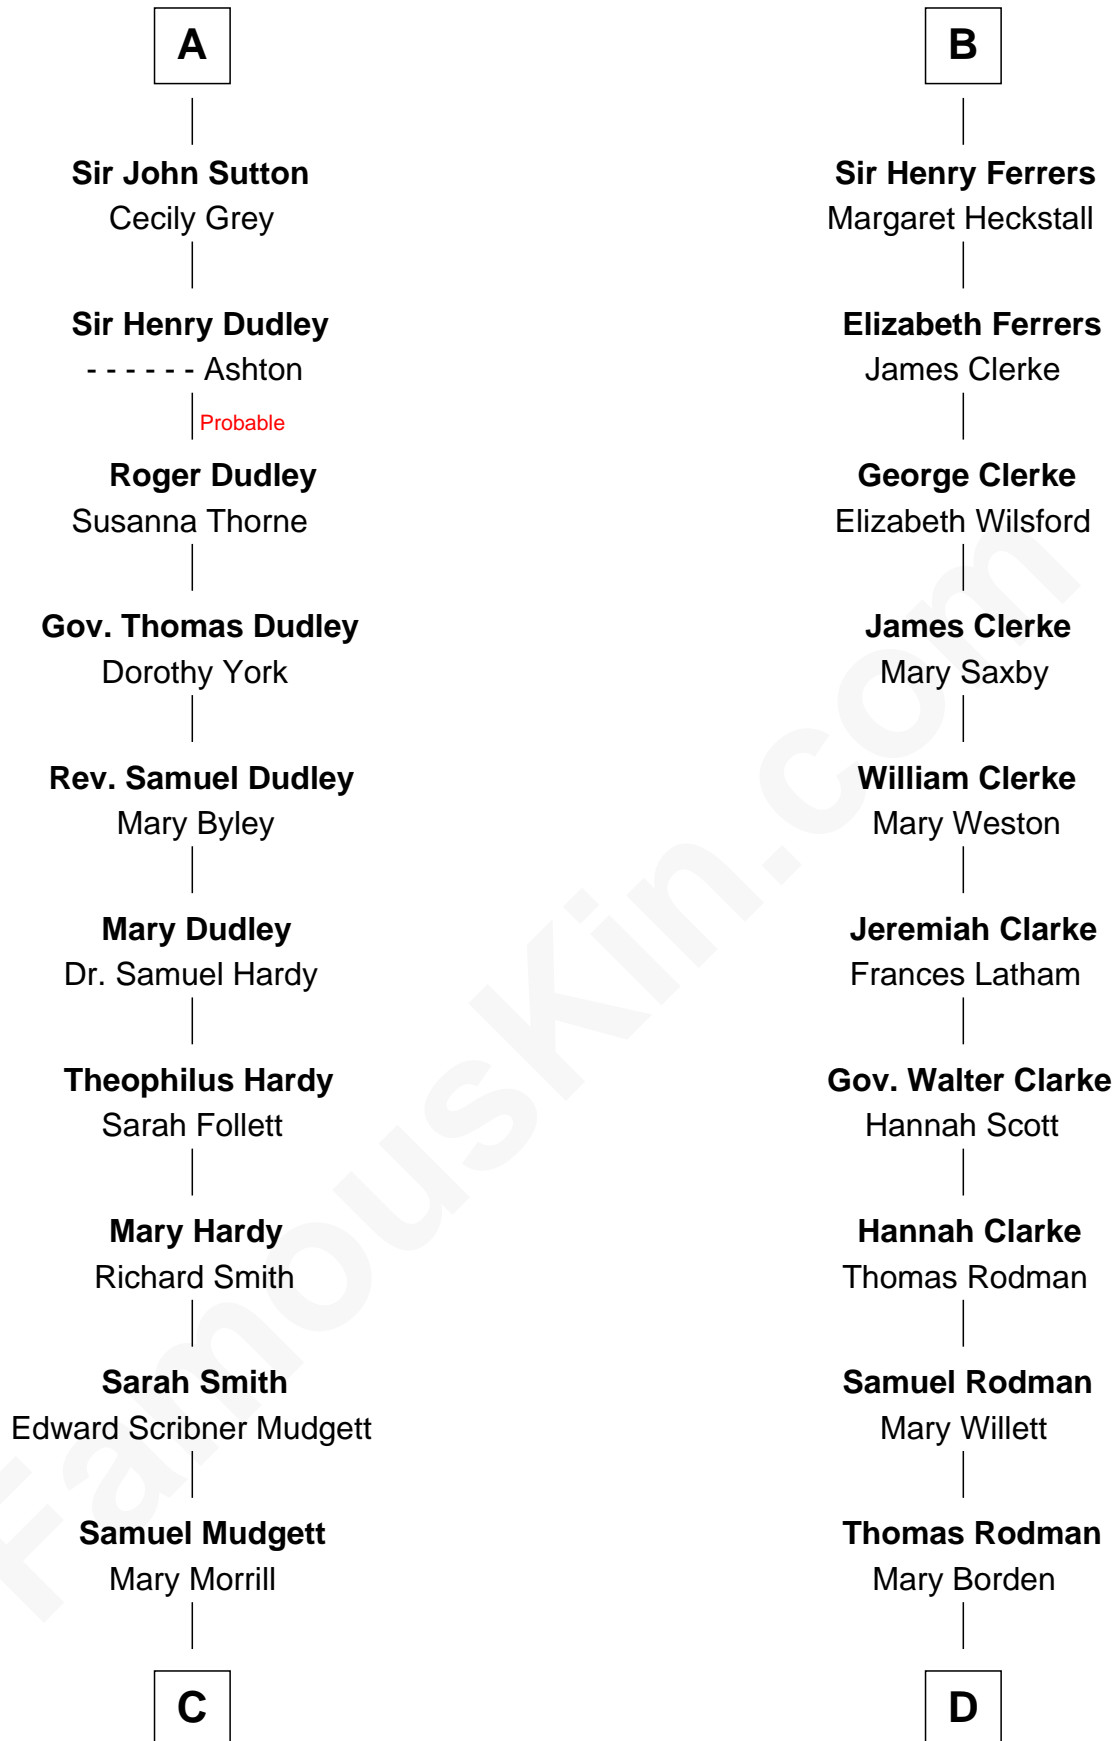 A
Sir John Sutton
Cecily Grey
Sir Henry Dudley
- - - - - - Ashton
Probable
Roger Dudley
Susanna Thorne
Gov. Thomas Dudley
Dorothy York
Rev. Samuel Dudley
Mary Byley
Mary Dudley
Dr. Samuel Hardy
Theophilus Hardy
Sarah Follett
Mary Hardy
Richard Smith
Sarah Smith
Edward Scribner Mudgett
Samuel Mudgett
Mary Morrill
C
B
Sir Henry Ferrers
Margaret Heckstall
Elizabeth Ferrers
James Clerke
George Clerke
Elizabeth Wilsford
James Clerke
Mary Saxby
William Clerke
Mary Weston
Jeremiah Clarke
Frances Latham
Gov. Walter Clarke
Hannah Scott
Hannah Clarke
Thomas Rodman
Samuel Rodman
Mary Willett
Thomas Rodman
Mary Borden
D
FamousKin.com